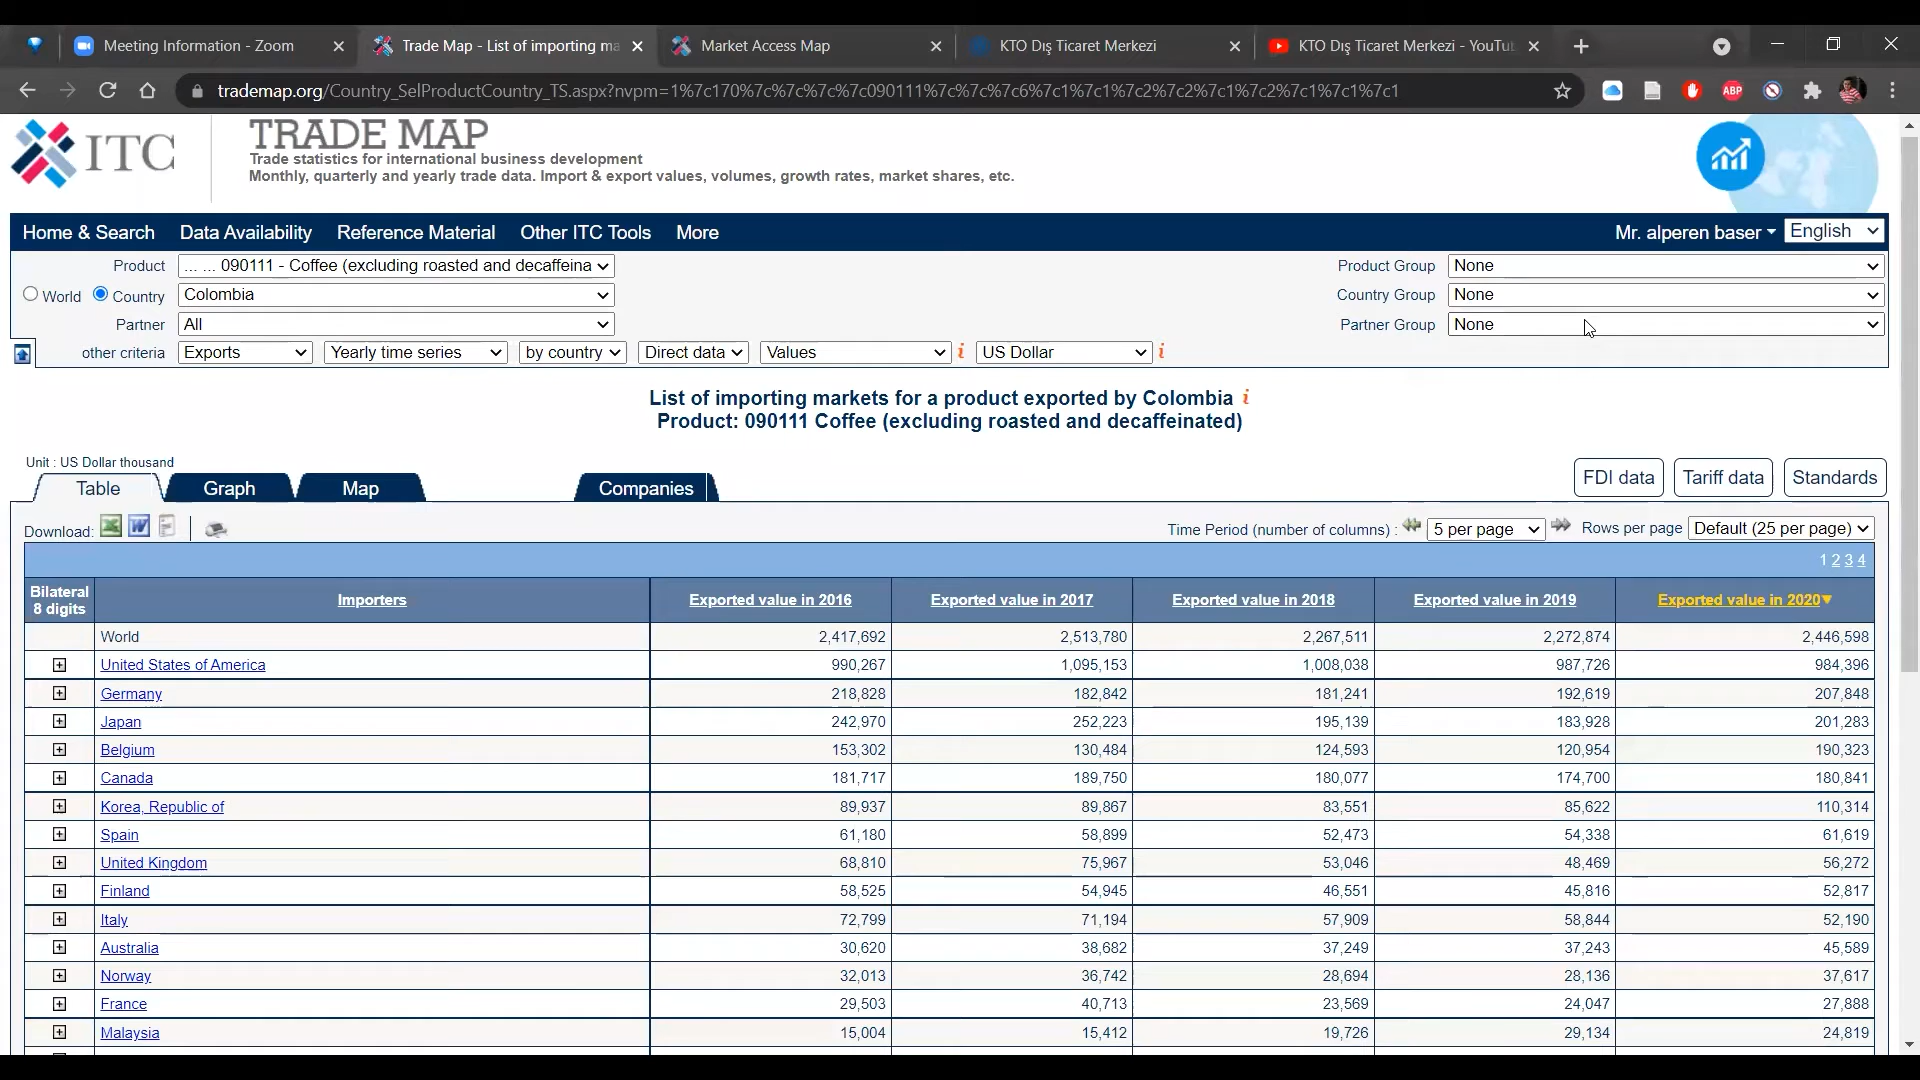 Meeting Information - Zoom
Trade Map - List of importing ma
Market Access Map
KTO Dış Ticaret Merkezi
KTO Dış Ticaret Merkezi - YouTub
trademap.org/Country_SelProductCountry_TS.aspx?nvpm=1%7c170%7c%7c%7c%7c090111%7c%7c%7c6%7c1%7c1%7c2%7c2%7c1%7c2%7c1%7c1%7c1
ABP
ITC
TRADE MAP
Trade statistics for international business development
Monthly, quarterly and yearly trade data. Import & export values, volumes, growth rates, market shares, etc.
Home & Search Data Availability Reference Material Other ITC Tools More Mr. alperen baser English
Product ... ... 090111 - Coffee (excluding roasted and decaffeina Product Group None
World Country Colombia Country Group None
Partner All Partner Group None
other criteria Exports Yearly time series by country Direct data Values i US Dollar i
List of importing markets for a product exported by Colombia i
Product: 090111 Coffee (excluding roasted and decaffeinated)
Unit : US Dollar thousand
Table Graph Map Companies FDI data Tariff data Standards
Download: Time Period (number of columns) : 5 per page Rows per page Default (25 per page)
1 2 3 4
Bilateral 8 digits Importers Exported value in 2016 Exported value in 2017 Exported value in 2018 Exported value in 2019 Exported value in 2020▼
World 2,417,692 2,513,780 2,267,511 2,272,874 2,446,598
United States of America 990,267 1,095,153 1,008,038 987,726 984,396
Germany 218,828 182,842 181,241 192,619 207,848
Japan 242,970 252,223 195,139 183,928 201,283
Belgium 153,302 130,484 124,593 120,954 190,323
Canada 181,717 189,750 180,077 174,700 180,841
Korea, Republic of 89,937 89,867 83,551 85,622 110,314
Spain 61,180 58,899 52,473 54,338 61,619
United Kingdom 68,810 75,967 53,046 48,469 56,272
Finland 58,525 54,945 46,551 45,816 52,817
Italy 72,799 71,194 57,909 58,844 52,190
Australia 30,620 38,682 37,249 37,243 45,589
Norway 32,013 36,742 28,694 28,136 37,617
France 29,503 40,713 23,569 24,047 27,888
Malaysia 15,004 15,412 19,726 29,134 24,819